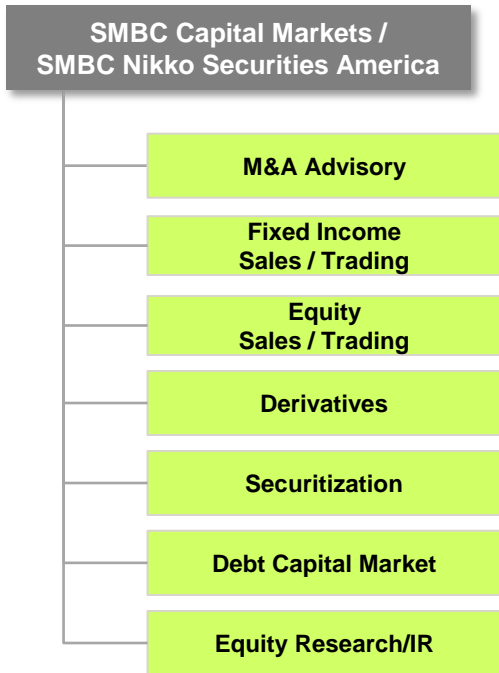 SMBC Capital Markets /
SMBC Nikko Securities America
M&A Advisory
Fixed Income
Sales / Trading
Equity
Sales / Trading
Derivatives
Securitization
Debt Capital Market
Equity Research/IR